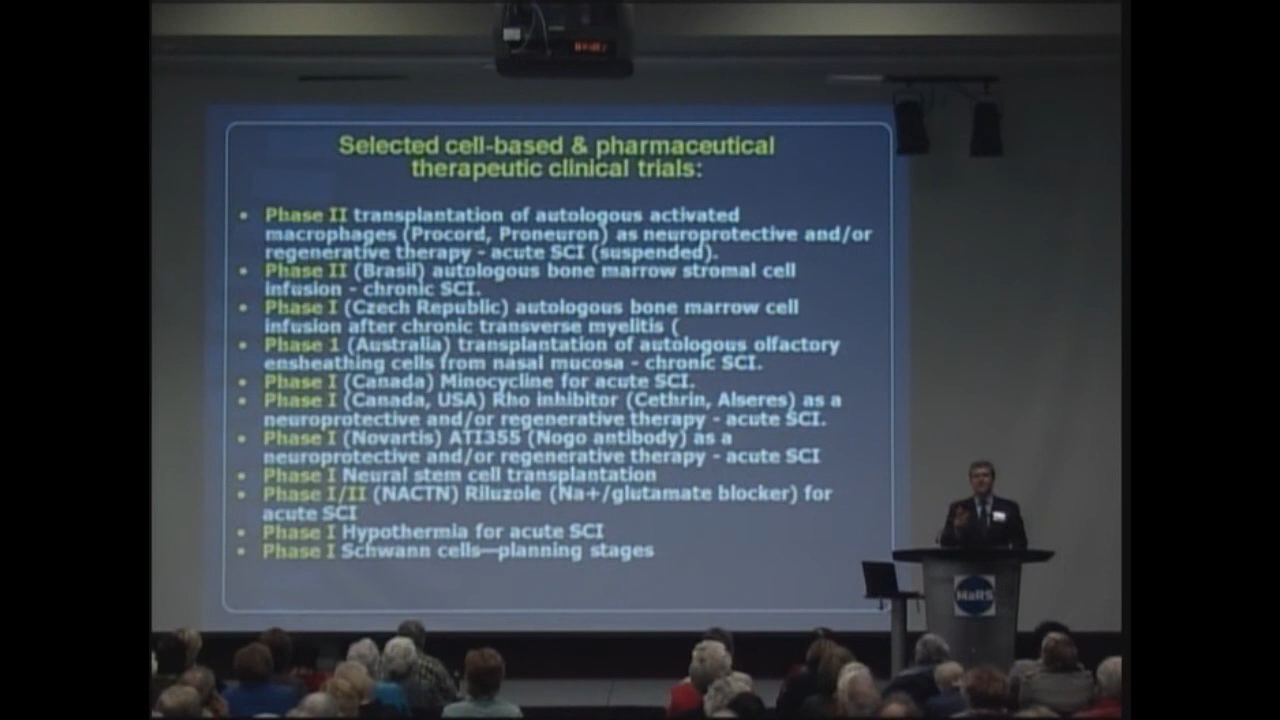 Selected cell-based & pharmaceutical
therapeutic clinical trials:
• Phase II transplantation of autologous activated
macrophages (Procord, Proneuron) as neuroprotective and/or
regenerative therapy - acute SCI (suspended).
• Phase II (Brasil) autologous bone marrow stromal cell
infusion - chronic SCI.
• Phase I (Czech Republic) autologous bone marrow cell
infusion after chronic transverse myelitis (
• Phase 1 (Australia) transplantation of autologous olfactory
ensheathing cells from nasal mucosa - chronic SCI.
• Phase I (Canada) Minocycline for acute SCI.
• Phase I (Canada, USA) Rho inhibitor (Cethrin, Alseres) as a
neuroprotective and/or regenerative therapy - acute SCI.
• Phase I (Novartis) ATI355 (Nogo antibody) as a
neuroprotective and/or regenerative therapy - acute SCI
• Phase I Neural stem cell transplantation
• Phase I/II (NACTN) Riluzole (Na+/glutamate blocker) for
acute SCI
• Phase I Hypothermia for acute SCI
• Phase I Schwann cells—planning stages
MaRS